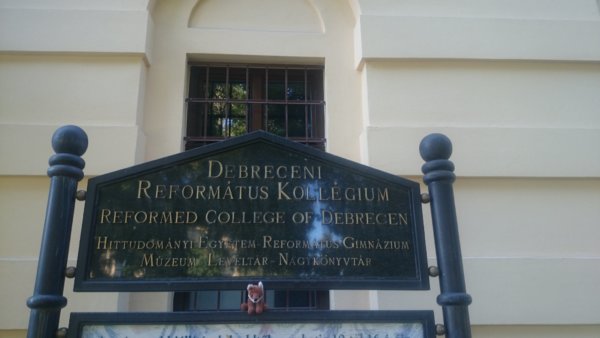 DEBRECENI
REFORMÁTUS KOLLÉGIUM
REFORMED COLLEGE OF DEBRECEN
HITTUDOMÁNYI EGYETEM-REFORMÁTUS GIMNÁZIUM
MÚZEUM-LEVÉLTÁR-NAGYKÖNYVTÁR